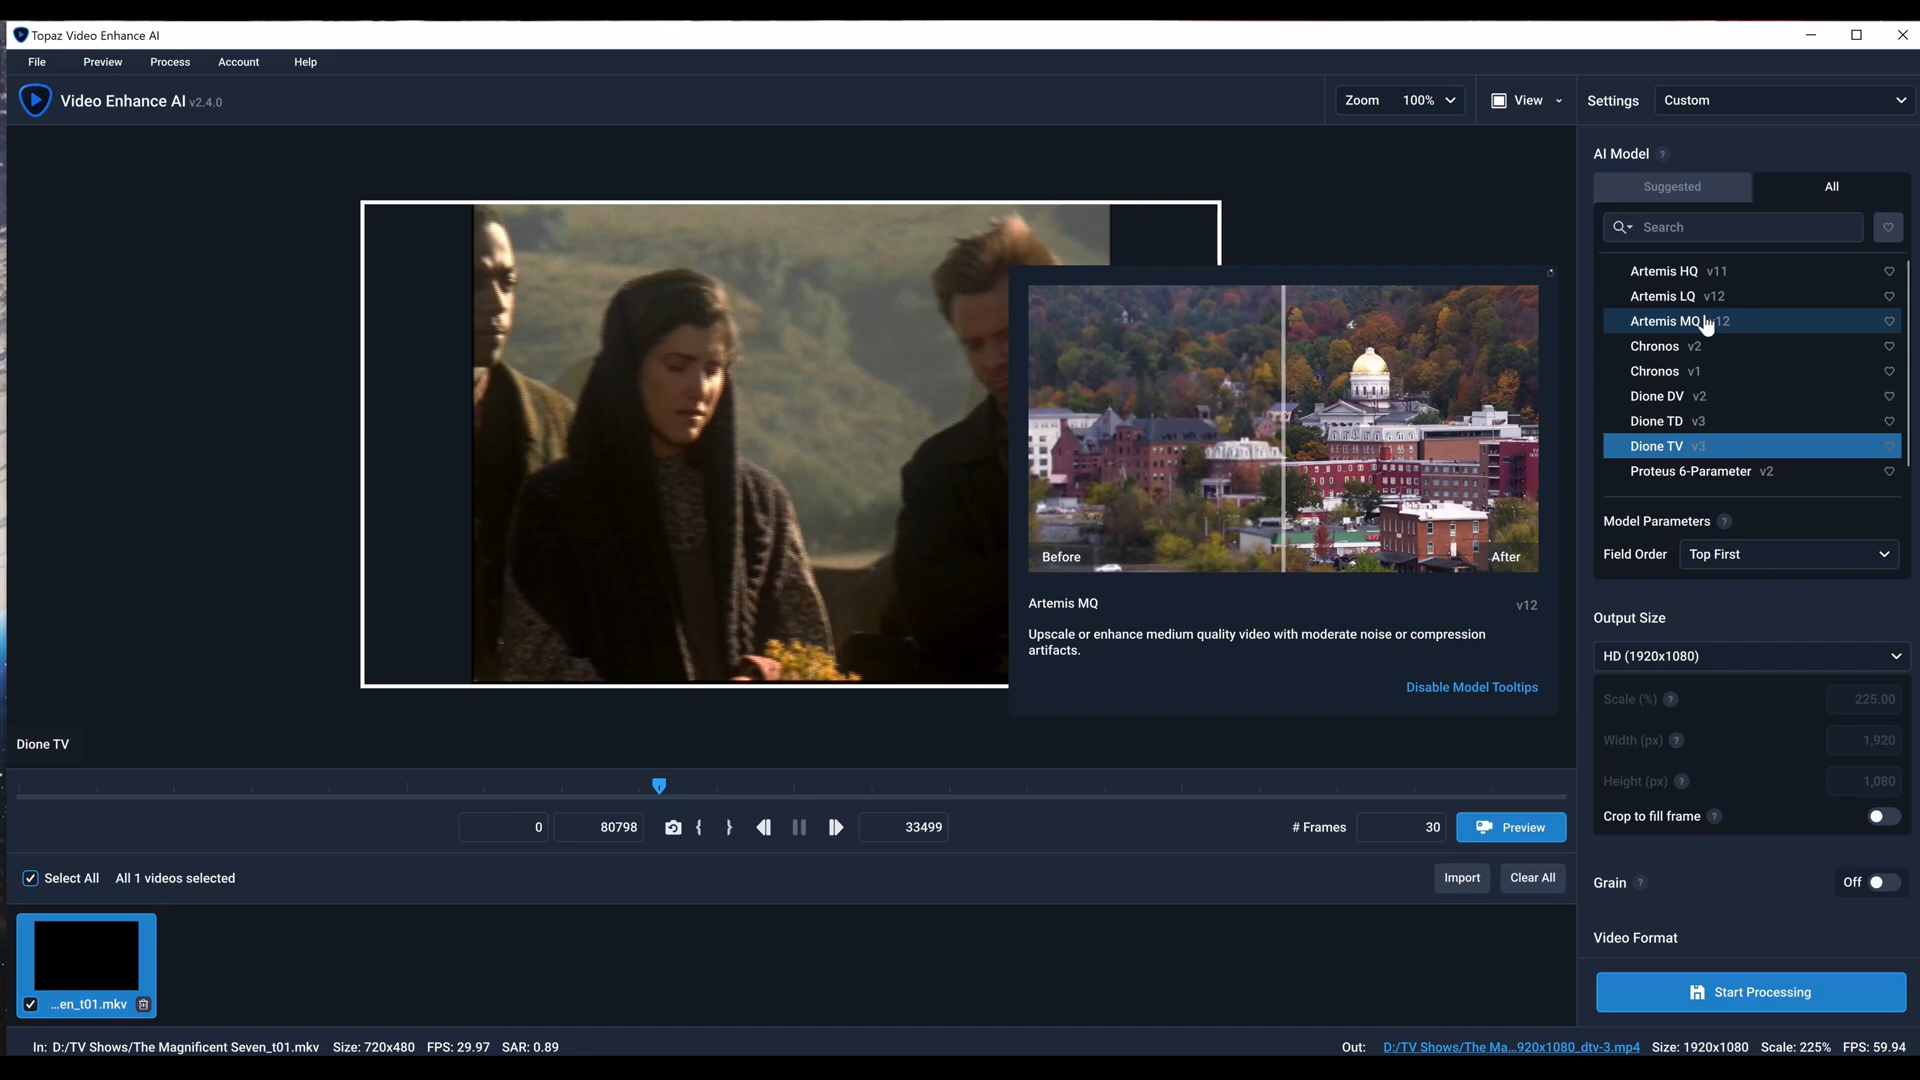 Topaz Video Enhance AI
File Preview Process Account Help
Video Enhance AI v2.4.0
Zoom 100%
View
Settings Custom
AI Model ?
Suggested All
Search
Artemis HQ v11
Artemis LQ v12
Artemis MQ v12
Chronos v2
Chronos v1
Dione DV v2
Dione TD v3
Dione TV v3
Proteus 6-Parameter v2
Before After
Artemis MQ v12
Upscale or enhance medium quality video with moderate noise or compression
artifacts.
Disable Model Tooltips
Model Parameters ?
Field Order Top First
Output Size
HD (1920x1080)
Scale (%) ? 225.00
Width (px) ? 1,920
Height (px) ? 1,080
Crop to fill frame ?
Grain ? Off
Video Format
Start Processing
Dione TV
0 80798 { } 33499 # Frames 30 Preview
Select All All 1 videos selected Import Clear All
...en_t01.mkv
In: D:/TV Shows/The Magnificent Seven_t01.mkv Size: 720x480 FPS: 29.97 SAR: 0.89
Out: D:/TV Shows/The Ma...920x1080_dtv-3.mp4 Size: 1920x1080 Scale: 225% FPS: 59.94